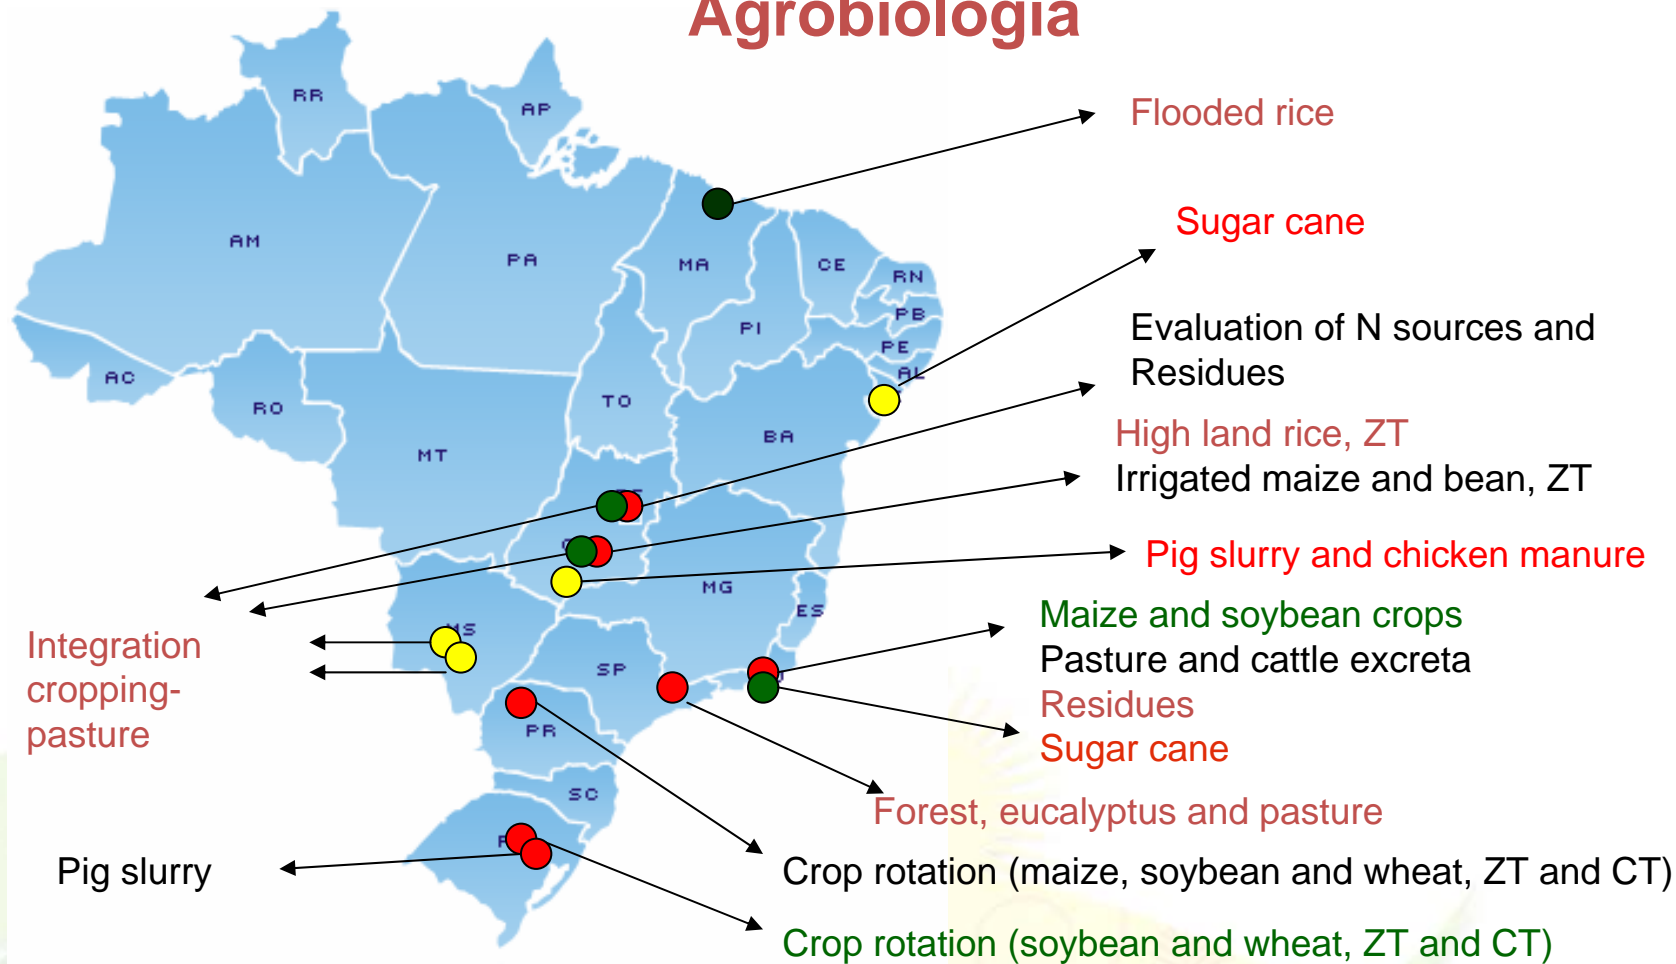 Agrobiologia
RR
AP
Flooded rice
Sugar cane
AM
PA
MA
CE
RN
PB
PI
PE
AL
Evaluation of N sources and
Residues
AC
RO
TO
BA
MT
High land rice, ZT
Irrigated maize and bean, ZT
Pig slurry and chicken manure
MG
ES
MS
Maize and soybean crops
Pasture and cattle excreta
Residues
Sugar cane
Integration
cropping-
pasture
SP
PR
SC
Forest, eucalyptus and pasture
Pig slurry
Crop rotation (maize, soybean and wheat, ZT and CT)
Crop rotation (soybean and wheat, ZT and CT)